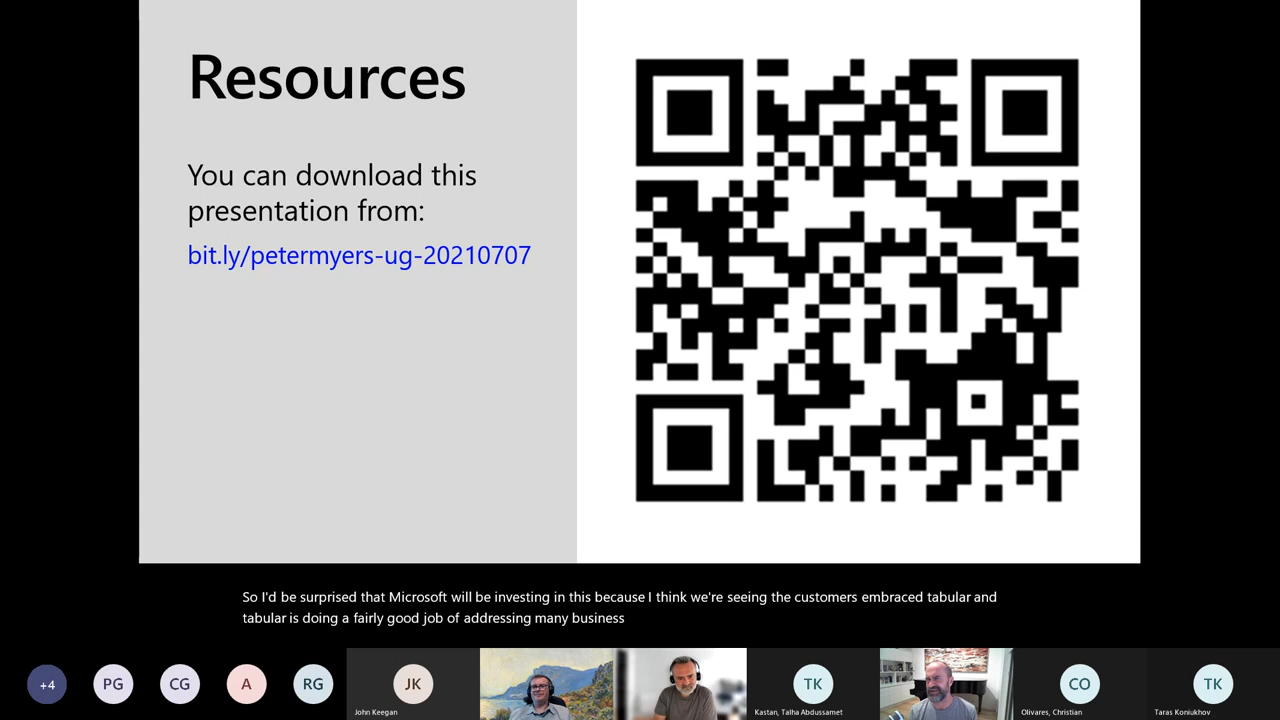 Resources
You can download this
presentation from:
bit.ly/petermyers-ug-20210707
So I'd be surprised that Microsoft will be investing in this because I think we're seeing the customers embraced tabular and
tabular is doing a fairly good job of addressing many business
+4
PG
CG
A
RG
JK
John Keegan
TK
Kastan, Talha Abdussamet
CO
Olivares, Christian
TK
Taras Koniukhov